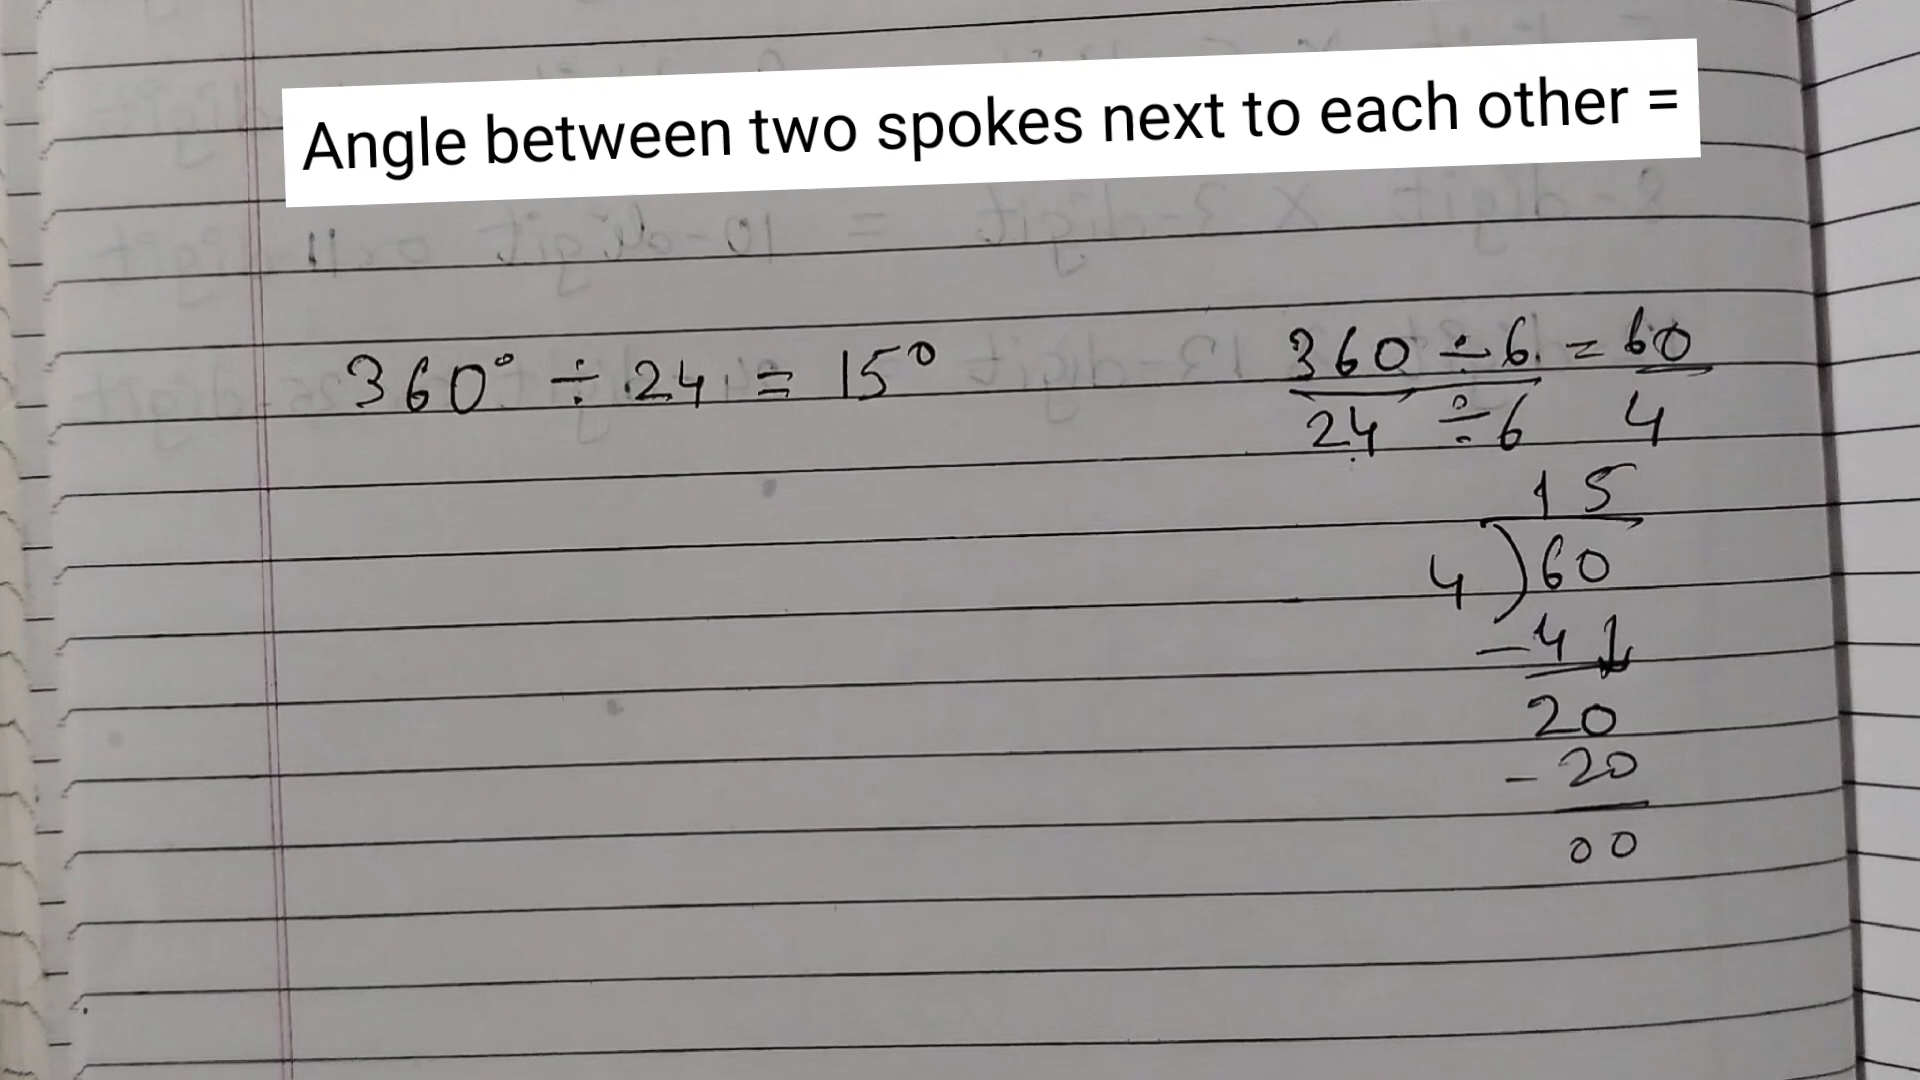 Angle between two spokes next to each other =
360° ÷ 24 = 15°
360 ÷ 6 = 60
24 ÷ 6 4
15
4)60
-4↓
20
-20
00